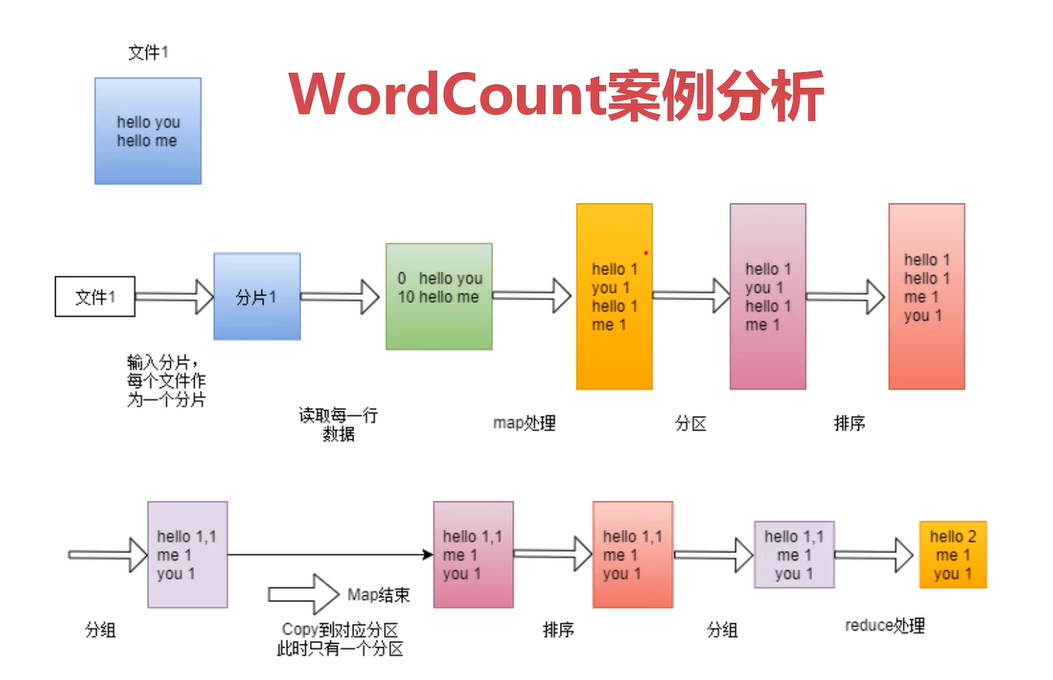 文件1
WordCount案例分析
hello you
hello me
文件1
分片1
0 hello you
10 hello me
hello 1
you 1
hello 1
me 1
hello 1
you 1
hello 1
me 1
hello 1
hello 1
me 1
you 1
输入分片，
每个文件作
为一个分片
读取每一行
数据
map处理
分区
排序
hello 1,1
me 1
you 1
hello 1,1
me 1
you 1
hello 1,1
me 1
you 1
hello 1,1
me 1
you 1
hello 2
me 1
you 1
分组
Map结束
Copy到对应分区
此时只有一个分区
排序
分组
reduce处理